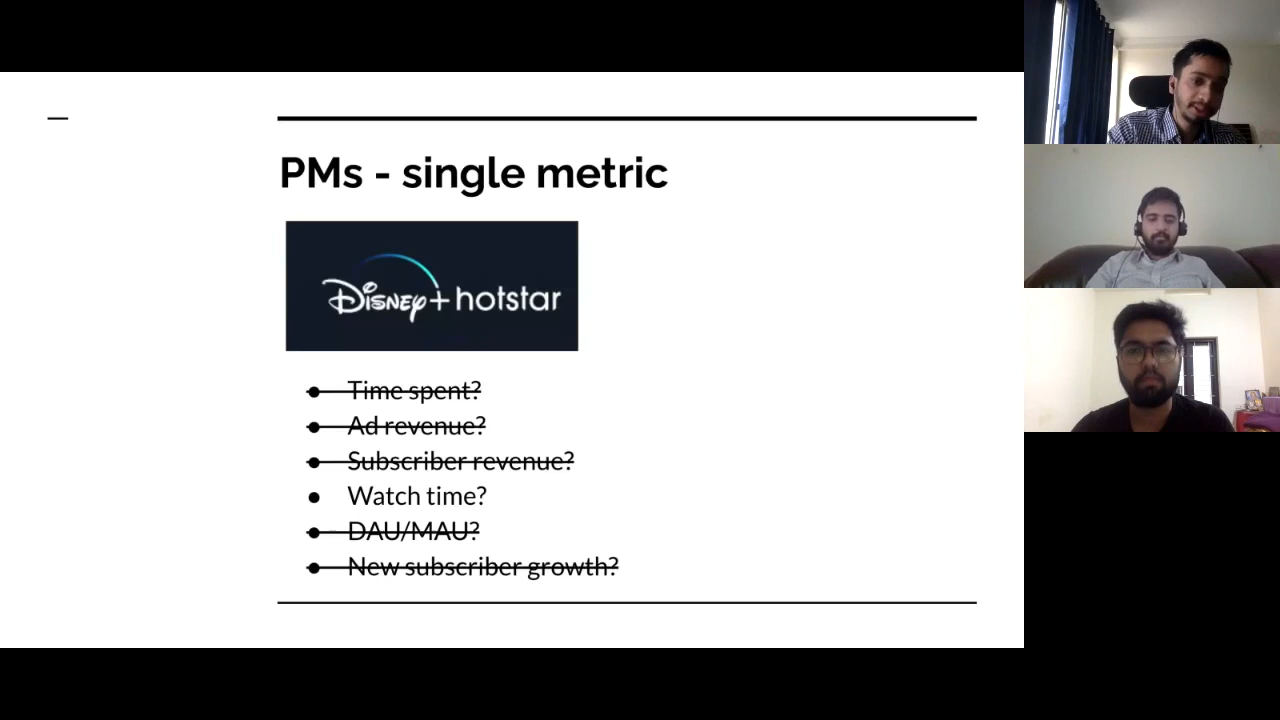 PMs - single metric
Disney+ hotstar
Time spent?
Ad revenue?
Subscriber revenue?
Watch time?
DAU/MAU?
New subscriber growth?